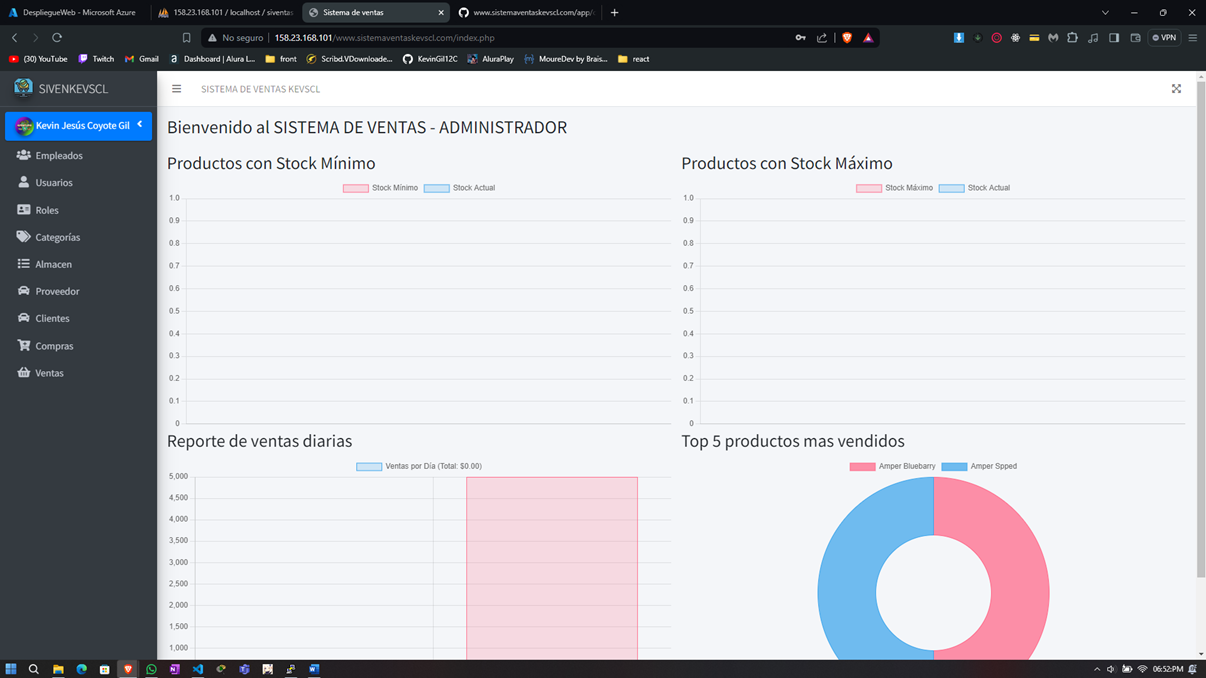 DespliegueWeb - Microsoft Azure
158.23.168.101 / localhost / siventas
Sistema de ventas
www.sistemaventaskevscl.com/app/
No seguro
158.23.168.101/www.sistemaventaskevscl.com/index.php
VPN
(30) YouTube
Twitch
Gmail
Dashboard | Alura L...
front
Scribd.VDownloade...
KevinGil12C
AluraPlay
MoureDev by Brais...
react
SIVENKEVSCL
SISTEMA DE VENTAS KEVSCL
Kevin Jesús Coyote Gil
Empleados
Usuarios
Roles
Categorías
Almacen
Proveedor
Clientes
Compras
Ventas
Bienvenido al SISTEMA DE VENTAS - ADMINISTRADOR
Productos con Stock Mínimo
Stock Mínimo
Stock Actual
1.0
0.9
0.8
0.7
0.6
0.5
0.4
0.3
0.2
0.1
0
Productos con Stock Máximo
Stock Máximo
Stock Actual
1.0
0.9
0.8
0.7
0.6
0.5
0.4
0.3
0.2
0.1
0
Reporte de ventas diarias
Ventas por Día (Total: $0.00)
5,000
4,500
4,000
3,500
3,000
2,500
2,000
1,500
1,000
Top 5 productos mas vendidos
Amper Bluebarry
Amper Spped
06:52PM